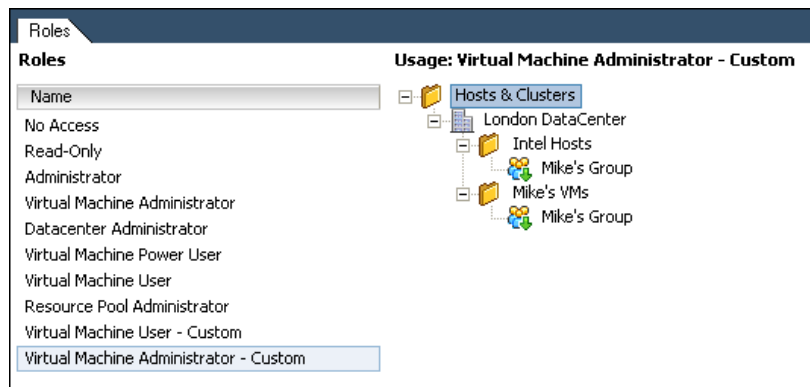 Roles
Roles
Name
No Access
Read-Only
Administrator
Virtual Machine Administrator
Datacenter Administrator
Virtual Machine Power User
Virtual Machine User
Resource Pool Administrator
Virtual Machine User - Custom
Virtual Machine Administrator - Custom
Usage: Virtual Machine Administrator - Custom
Hosts & Clusters
London DataCenter
Intel Hosts
Mike's Group
Mike's VMs
Mike's Group